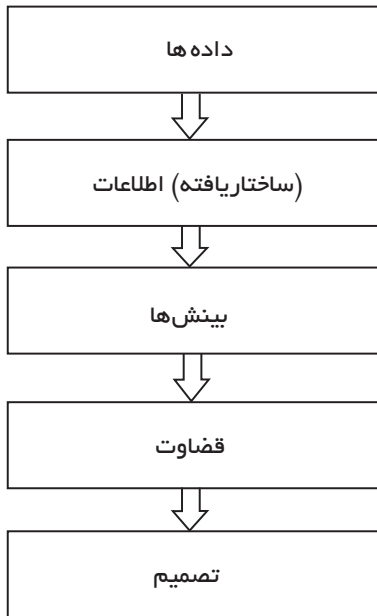 داده‌ها
(ساختاریافته) اطلاعات
بینش‌ها
قضاوت
تصمیم